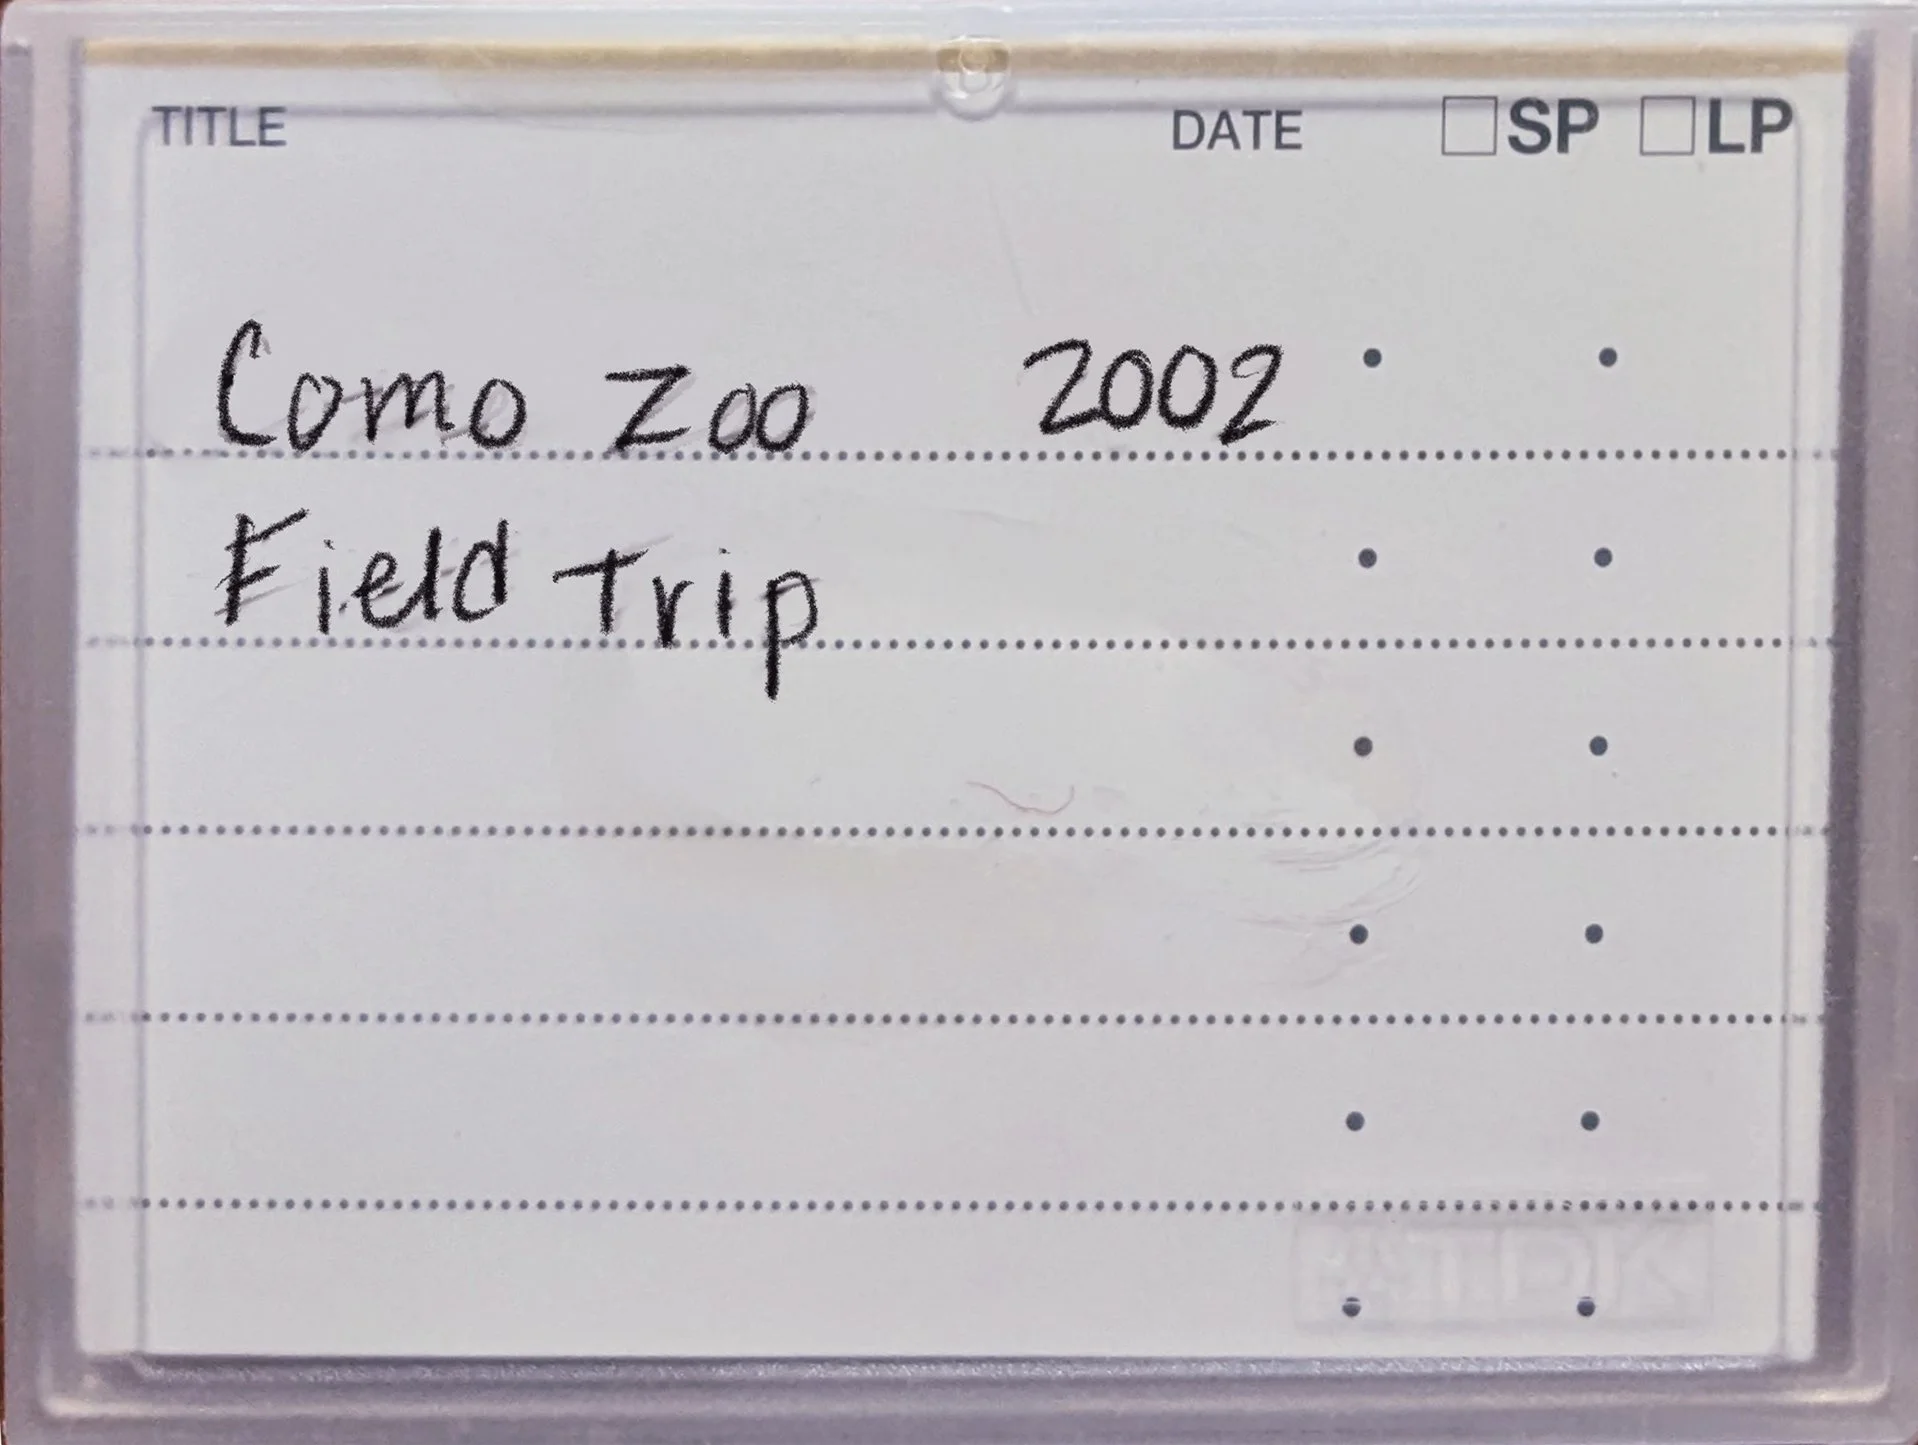 TITLE DATE SP LP
Como Zoo 2002
Field Trip